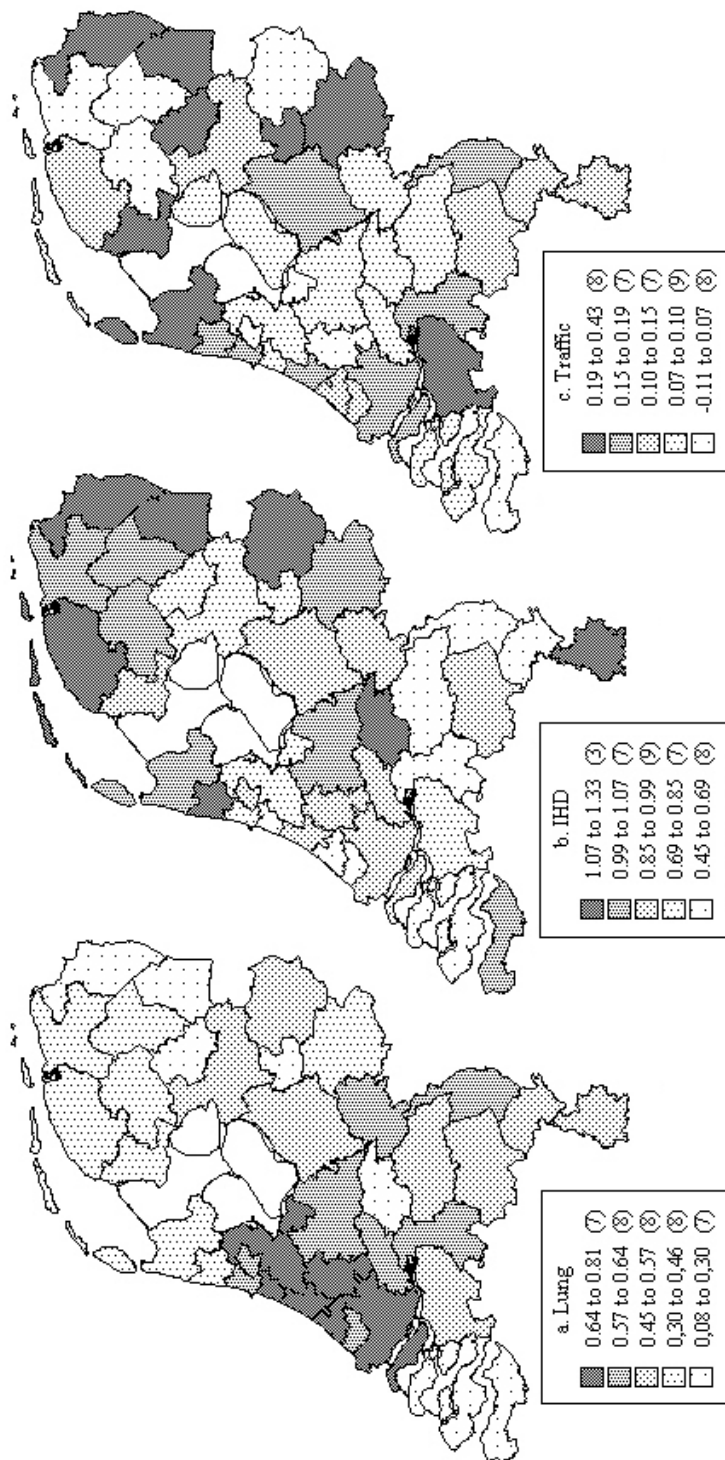 a. Lung
0.64 to 0.81 (7)
0.57 to 0.64 (8)
0.45 to 0.57 (8)
0,30 to 0,46 (8)
0,08 to 0,30 (7)
b. IHD
1.07 to 1.33 (3)
0.99 to 1.07 (7)
0.85 to 0.99 (9)
0.69 to 0.85 (7)
0.45 to 0.69 (8)
c. Traffic
0.19 to 0.43 (8)
0.15 to 0.19 (7)
0.10 to 0.15 (7)
0.07 to 0.10 (9)
-0.11 to 0.07 (8)